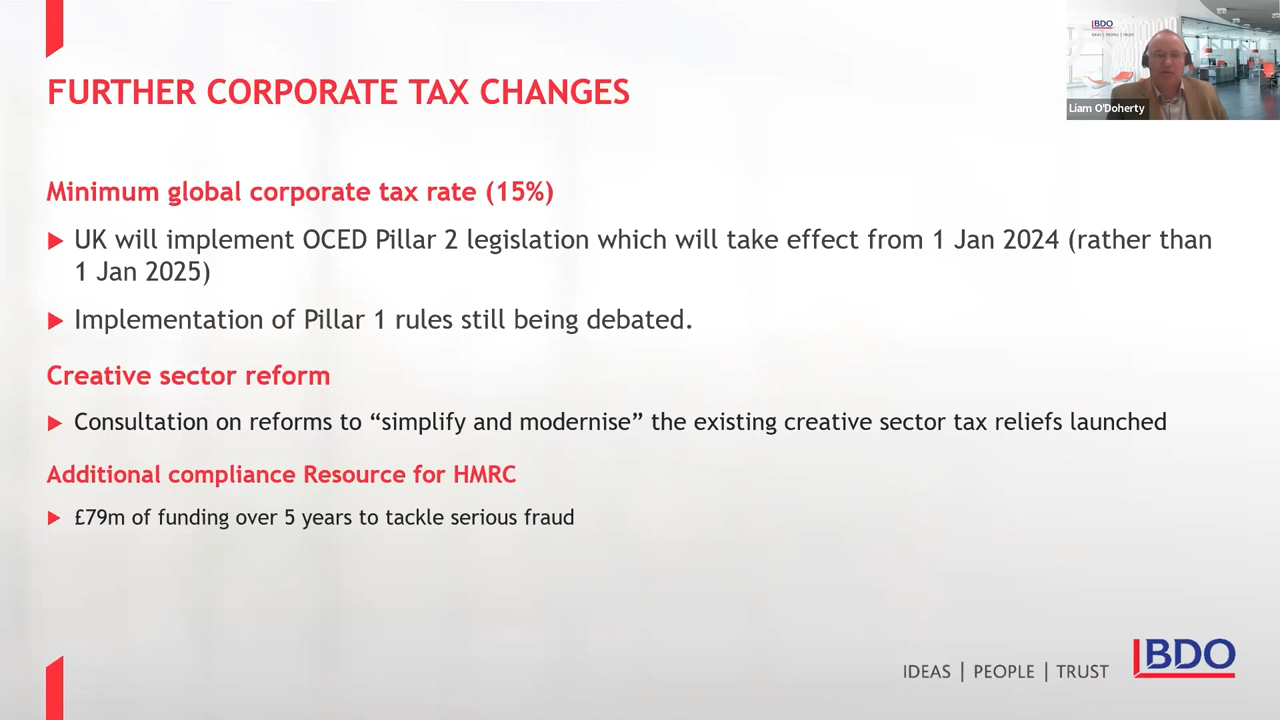 BDO
IDEAS | PEOPLE | TRUST
Liam O'Doherty
FURTHER CORPORATE TAX CHANGES
Minimum global corporate tax rate (15%)
UK will implement OCED Pillar 2 legislation which will take effect from 1 Jan 2024 (rather than
1 Jan 2025)
Implementation of Pillar 1 rules still being debated.
Creative sector reform
Consultation on reforms to “simplify and modernise” the existing creative sector tax reliefs launched
Additional compliance Resource for HMRC
£79m of funding over 5 years to tackle serious fraud
IDEAS | PEOPLE | TRUST
BDO